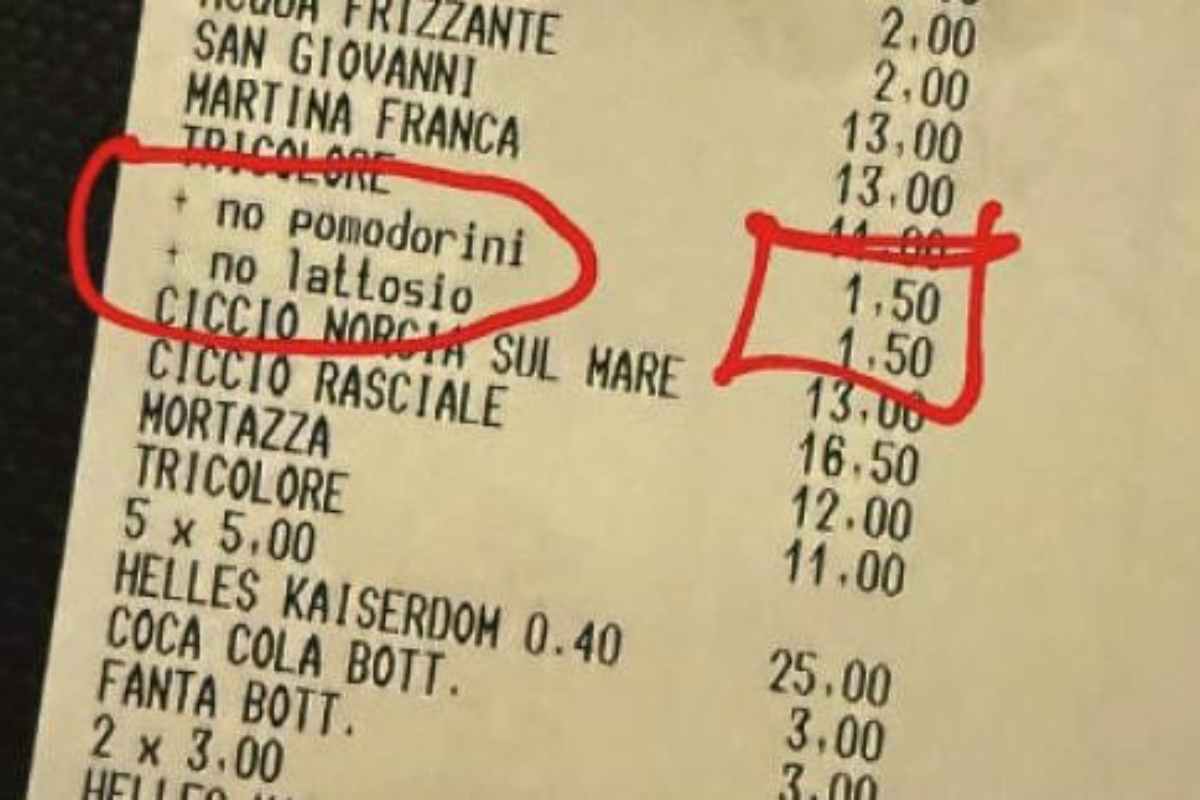 2,00
ACQUA FRIZZANTE 2,00
SAN GIOVANNI 13,00
MARTINA FRANCA 13,00
TRICOLORE 11,00
+ no pomodorini 1,50
+ no lattosio 1,50
CICCIO NORCIA SUL MARE 13,00
CICCIO RASCIALE 16,50
MORTAZZA 12,00
TRICOLORE 11,00
5 x 5,00
HELLES KAISERDOM 0.40 25,00
COCA COLA BOTT. 3,00
FANTA BOTT. 3,00
2 x 3,00
HELLES